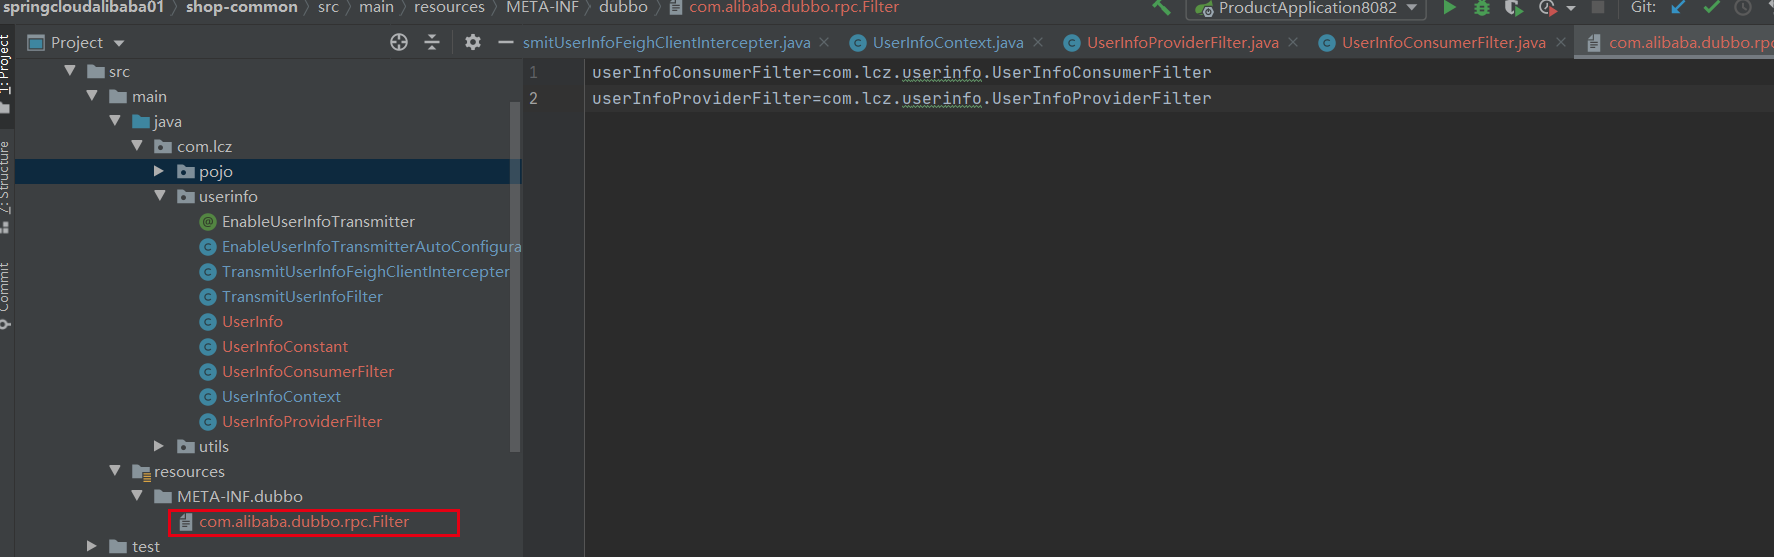 springcloudalibaba01 › shop-common › src › main › resources › META-INF › dubbo › com.alibaba.dubbo.rpc.Filter
ProductApplication8082
Git:
Project
smitUserInfoFeighClientIntercepter.java
UserInfoContext.java
UserInfoProviderFilter.java
UserInfoConsumerFilter.java
com.alibaba.dubbo.rpc
1: Project
Z: Structure
Commit
src
main
java
com.lcz
pojo
userinfo
EnableUserInfoTransmitter
EnableUserInfoTransmitterAutoConfigura
TransmitUserInfoFeighClientIntercepter
TransmitUserInfoFilter
UserInfo
UserInfoConstant
UserInfoConsumerFilter
UserInfoContext
UserInfoProviderFilter
utils
resources
META-INF.dubbo
com.alibaba.dubbo.rpc.Filter
test
1 userInfoConsumerFilter=com.lcz.userinfo.UserInfoConsumerFilter
2 userInfoProviderFilter=com.lcz.userinfo.UserInfoProviderFilter